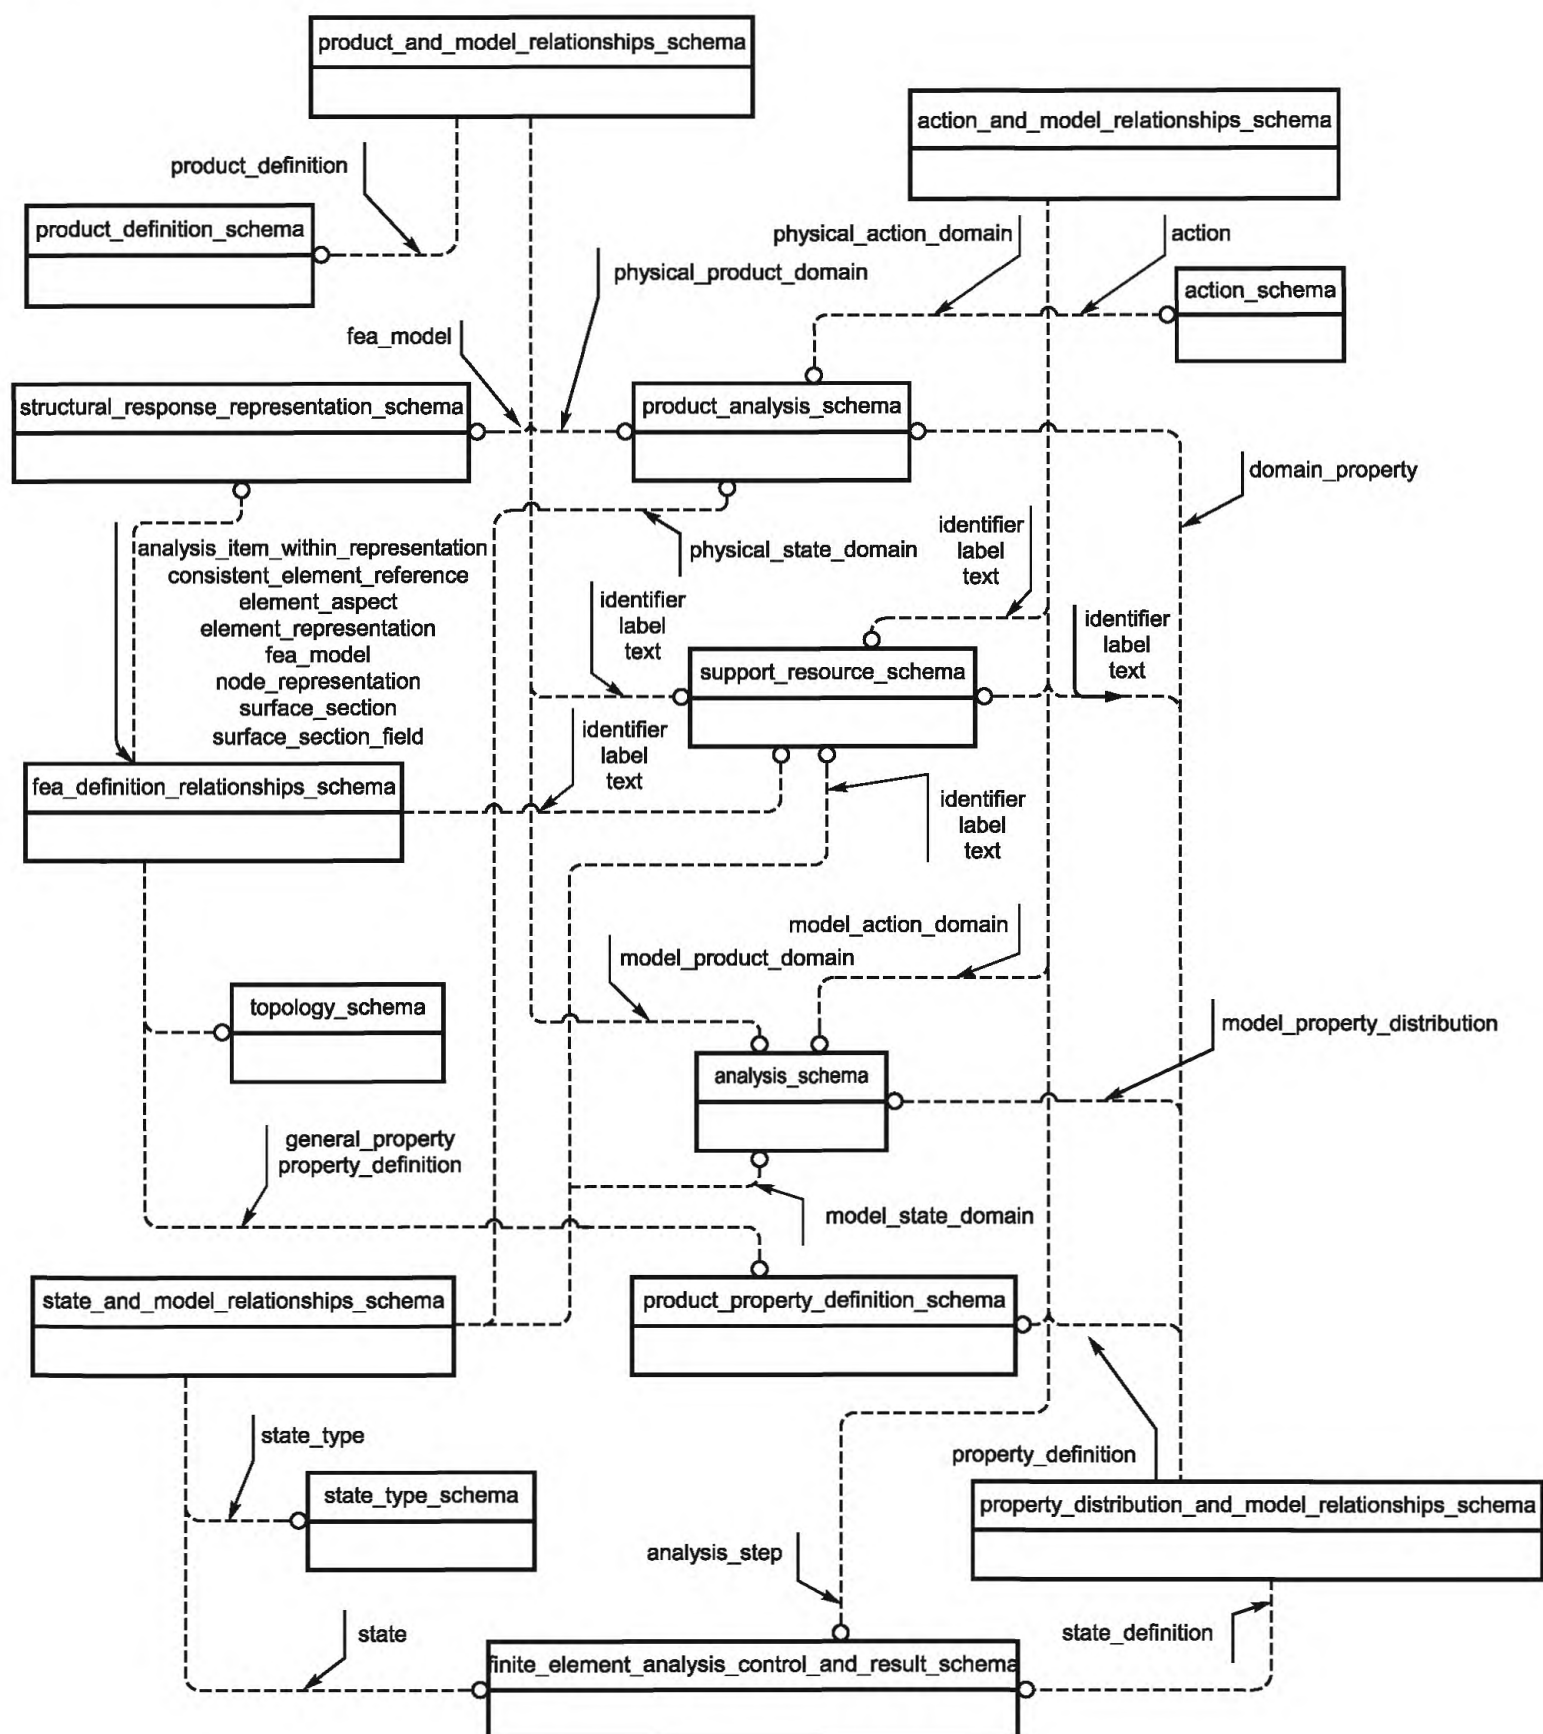 product_and_model_relationships_schema
action_and_model_relationships_schema
product_definition
product_definition_schema
physical_action_domain
action
physical_product_domain
action_schema
fea_model
structural_response_representation_schema
product_analysis_schema
domain_property
physical_state_domain
identifier
label
text
analysis_item_within_representation
consistent_element_reference
element_aspect
element_representation
fea_model
node_representation
surface_section
surface_section_field
identifier
label
text
identifier
label
text
support_resource_schema
identifier
label
text
fea_definition_relationships_schema
identifier
label
text
model_action_domain
model_product_domain
topology_schema
model_property_distribution
analysis_schema
general_property
property_definition
model_state_domain
state_and_model_relationships_schema
product_property_definition_schema
state_type
property_definition
state_type_schema
property_distribution_and_model_relationships_schema
analysis_step
state
state_definition
finite_element_analysis_control_and_result_schema